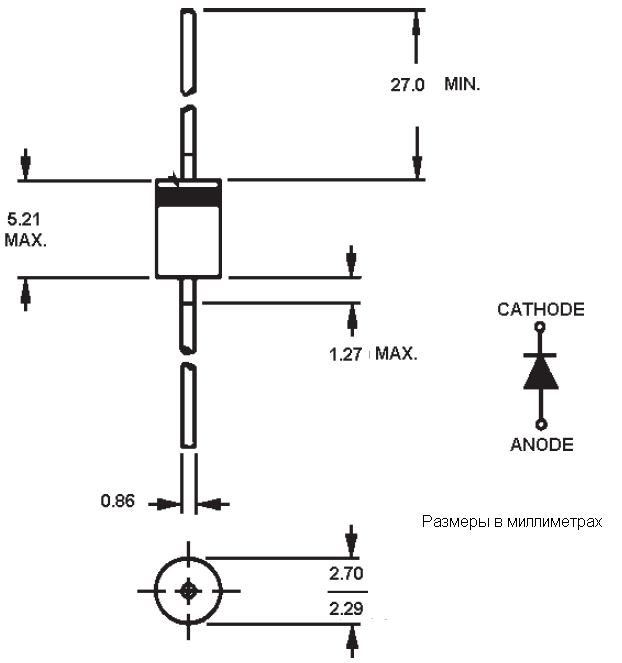 27.0 MIN.
5.21
MAX.
CATHODE
1.27 MAX.
ANODE
0.86
Размеры в миллиметрах
2.70
2.29